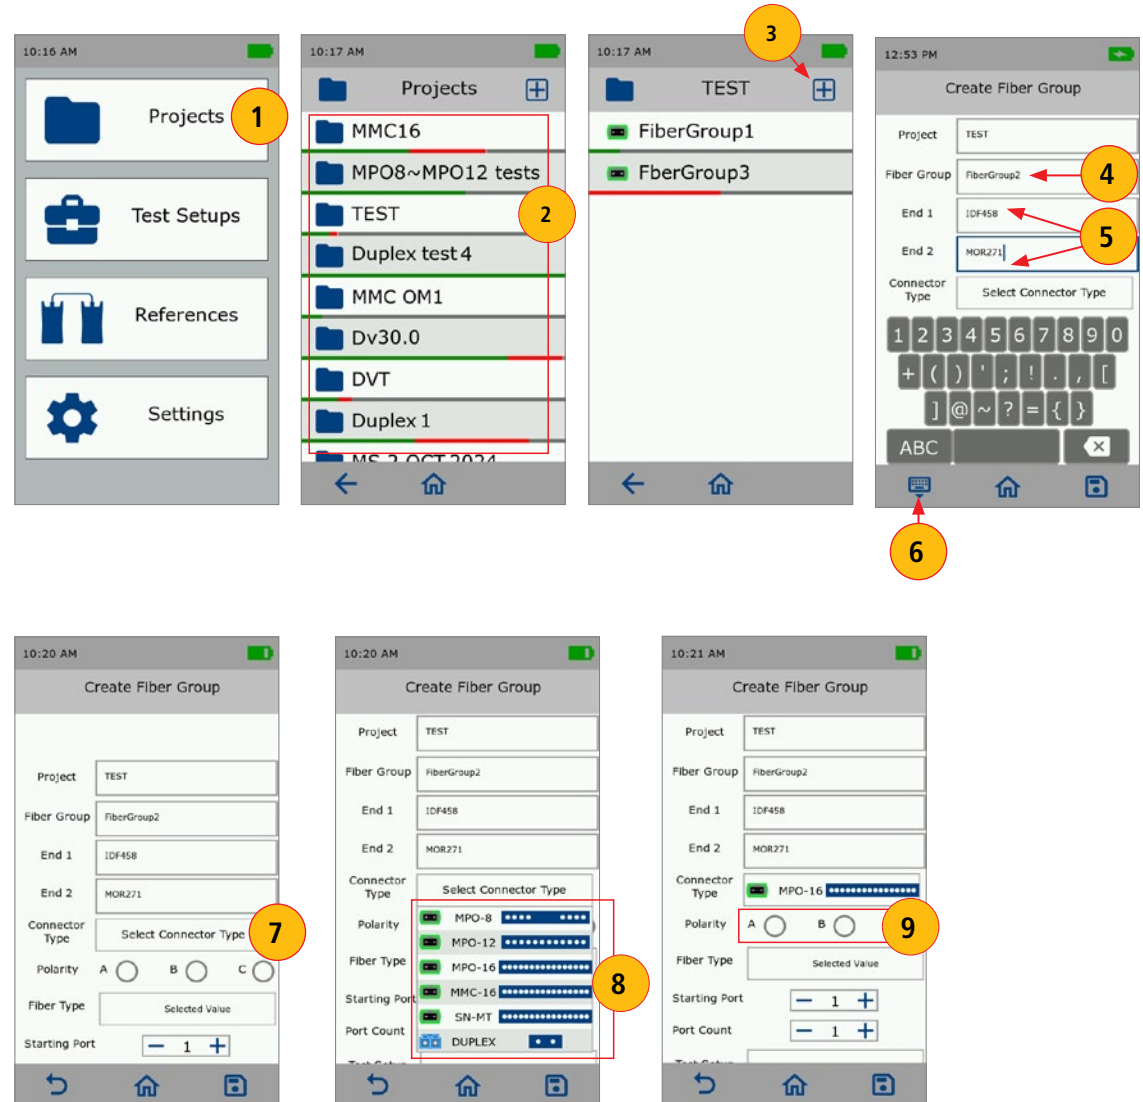 3
10:16 AM
Projects
1
Test Setups
References
Settings
10:17 AM
Projects
MMC16
MPO8~MPO12 tests
TEST
2
Duplex test 4
MMC OM1
Dv30.0
DVT
Duplex 1
MS 2 OCT 2024
10:17 AM
TEST
FiberGroup1
FberGroup3
12:53 PM
Create Fiber Group
Project TEST
Fiber Group FiberGroup2
4
End 1 IDF458
5
End 2 MOR271
Connector Type Select Connector Type
1 2 3 4 5 6 7 8 9 0
+ ( ) ' ; ! . , [
] @ ~ ? = { }
ABC
6
10:20 AM
Create Fiber Group
Project TEST
Fiber Group FiberGroup2
End 1 IDF458
End 2 MOR271
Connector Type Select Connector Type
7
Polarity A B C
Fiber Type Selected Value
Starting Port 1
10:20 AM
Create Fiber Group
Project TEST
Fiber Group FiberGroup2
End 1 IDF458
End 2 MOR271
Connector Type Select Connector Type
Polarity
MPO-8
MPO-12
Fiber Type
MPO-16
8
Starting Port
MMC-16
SN-MT
Port Count
DUPLEX
Test Setup
10:21 AM
Create Fiber Group
Project TEST
Fiber Group FiberGroup2
End 1 IDF458
End 2 MOR271
Connector Type MPO-16
Polarity A B
9
Fiber Type Selected Value
Starting Port 1
Port Count 1
Test Setup